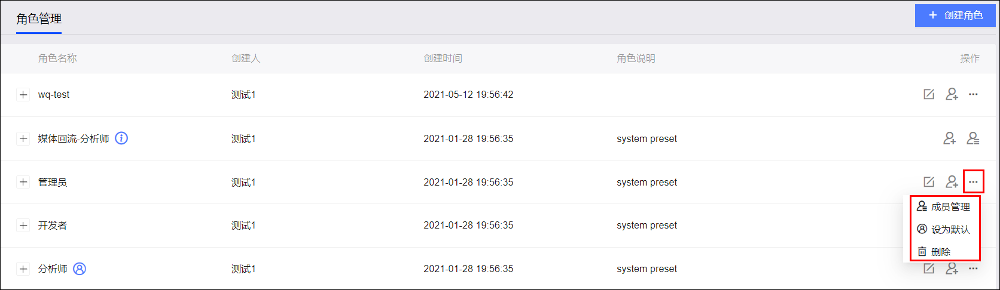 角色管理
创建角色
角色名称 创建人 创建时间 角色说明 操作
wq-test 测试1 2021-05-12 19:56:42
媒体回流-分析师 测试1 2021-01-28 19:56:35 system preset
管理员 测试1 2021-01-28 19:56:35 system preset
成员管理
开发者 测试1 2021-01-28 19:56:35 system preset
设为默认
删除
分析师 测试1 2021-01-28 19:56:35 system preset